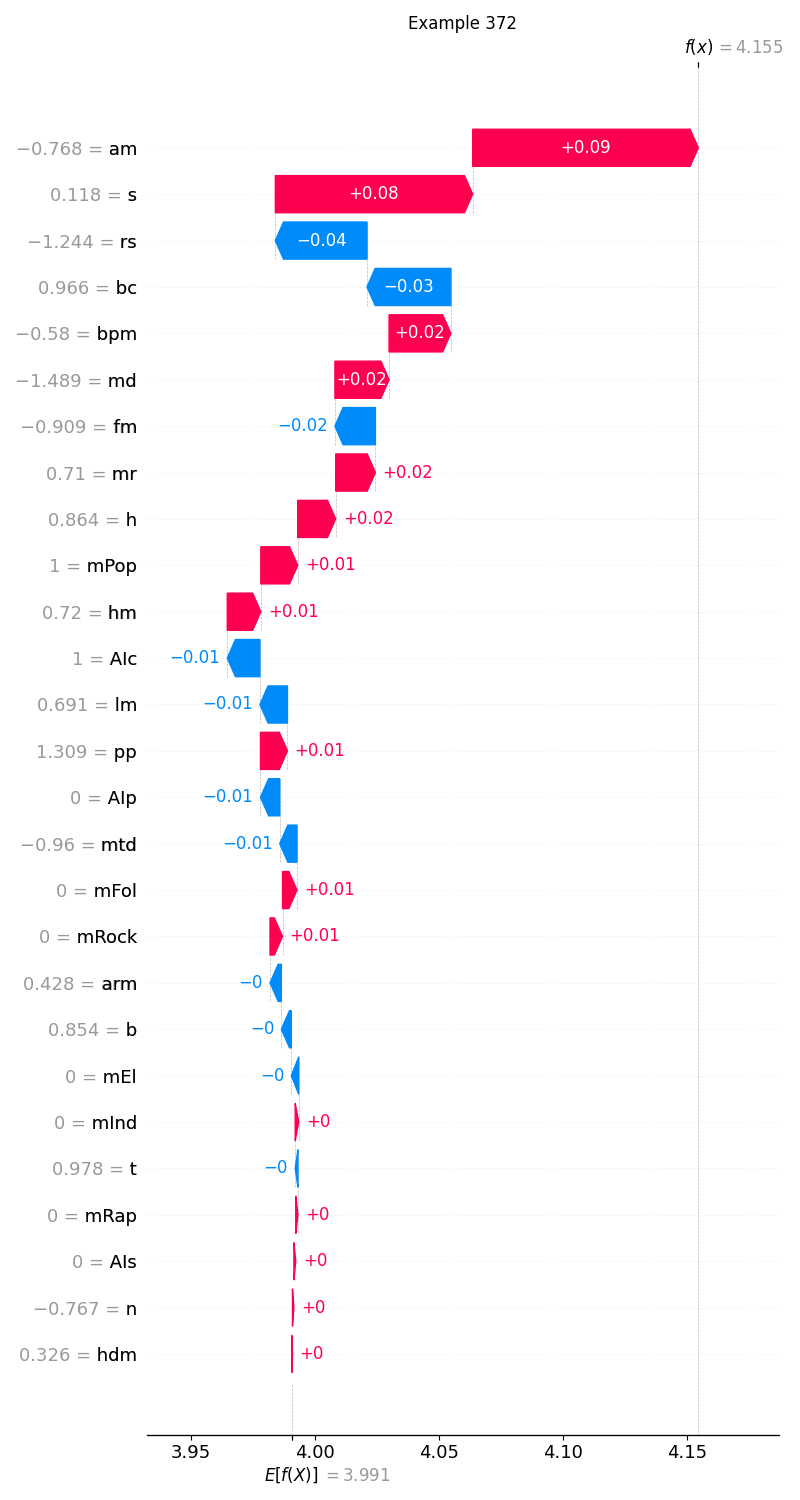 Example 372
f(x) = 4.155
−0.768 = am +0.09
0.118 = s +0.08
−1.244 = rs −0.04
0.966 = bc −0.03
−0.58 = bpm +0.02
−1.489 = md +0.02
−0.909 = fm −0.02
0.71 = mr +0.02
0.864 = h +0.02
1 = mPop +0.01
0.72 = hm +0.01
1 = AIc −0.01
0.691 = lm −0.01
1.309 = pp +0.01
0 = AIp −0.01
−0.96 = mtd −0.01
0 = mFol +0.01
0 = mRock +0.01
0.428 = arm −0
0.854 = b −0
0 = mEl −0
0 = mInd +0
0.978 = t −0
0 = mRap +0
0 = AIs +0
−0.767 = n +0
0.326 = hdm +0
3.95 4.00 4.05 4.10 4.15
E[f(X)] = 3.991